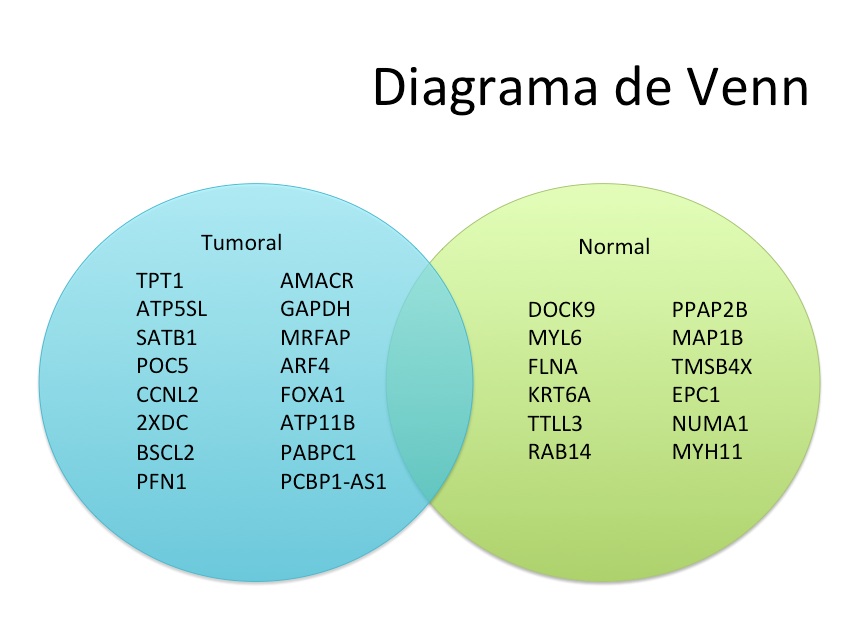 Diagrama de Venn
Tumoral
TPT1
ATP5SL
SATB1
POC5
CCNL2
2XDC
BSCL2
PFN1
AMACR
GAPDH
MRFAP
ARF4
FOXA1
ATP11B
PABPC1
PCBP1-AS1
Normal
DOCK9
MYL6
FLNA
KRT6A
TTLL3
RAB14
PPAP2B
MAP1B
TMSB4X
EPC1
NUMA1
MYH11